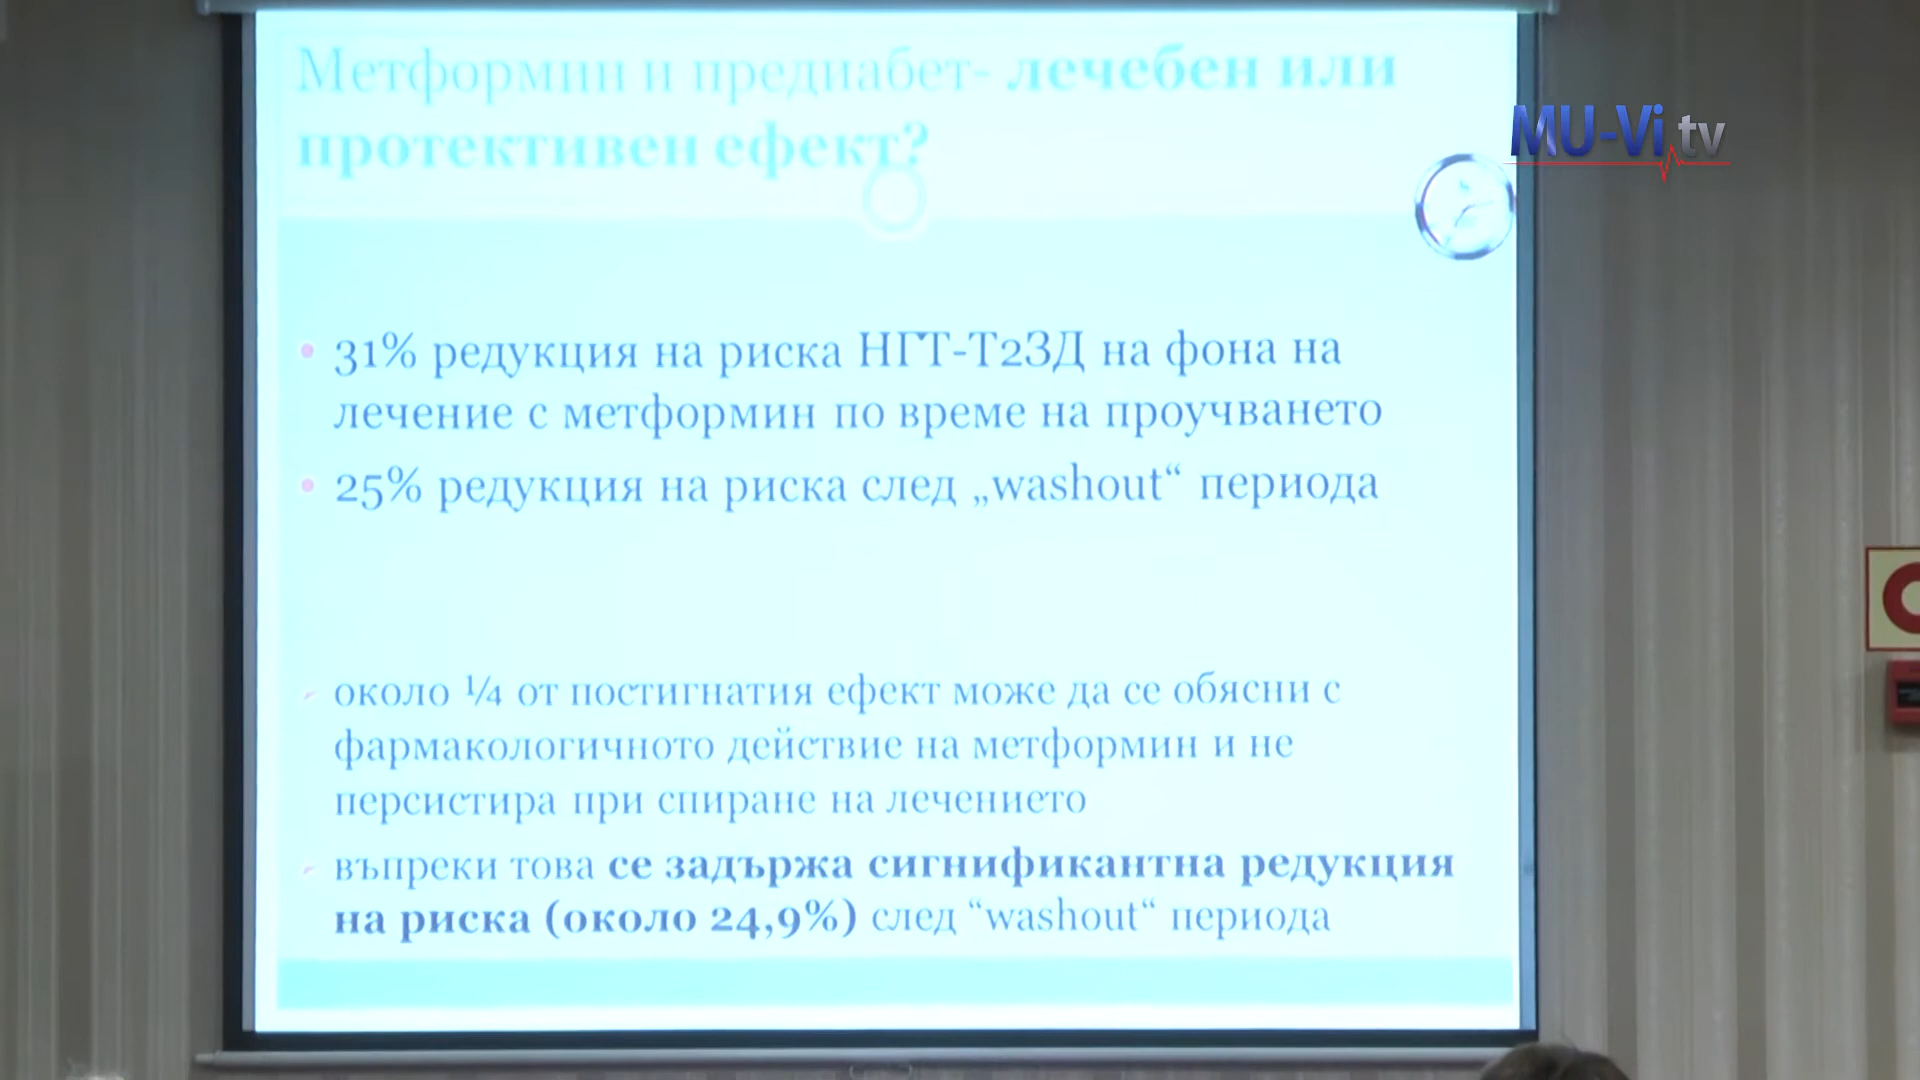 Метформин и предиабет- лечебен или
протективен ефект?
MU-Vi.tv
• 31% редукция на риска НГТ-Т2ЗД на фона на
лечение с метформин по време на проучването
• 25% редукция на риска след „washout“ периода
- около ¼ от постигнатия ефект може да се обясни с
фармакологичното действие на метформин и не
персистира при спиране на лечението
- въпреки това се задържа сигнификантна редукция
на риска (около 24,9%) след “washout“ периода